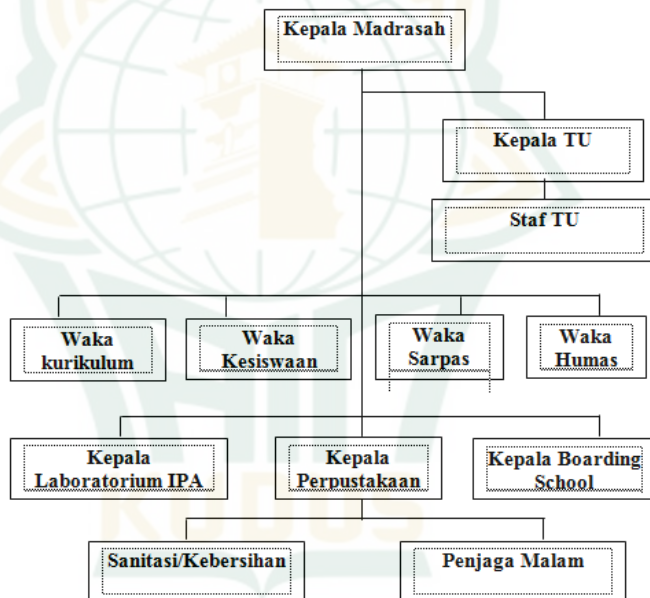 Kepala Madrasah
Kepala TU
Staf TU
Waka
kurikulum
Waka
Kesiswaan
Waka
Sarpas
Waka
Humas
Kepala
Laboratorium IPA
Kepala
Perpustakaan
Kepala Boarding
School
KUDUS
Sanitasi/Kebersihan
Penjaga Malam